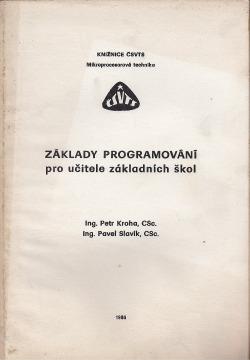 KNIŽNICE ČSVTS
Mikroprocesorová technika
ČSVTS
ZÁKLADY PROGRAMOVÁNÍ
pro učitele základních škol
Ing. Petr Kroha, CSc.
Ing. Pavel Slavík, CSc.
1986